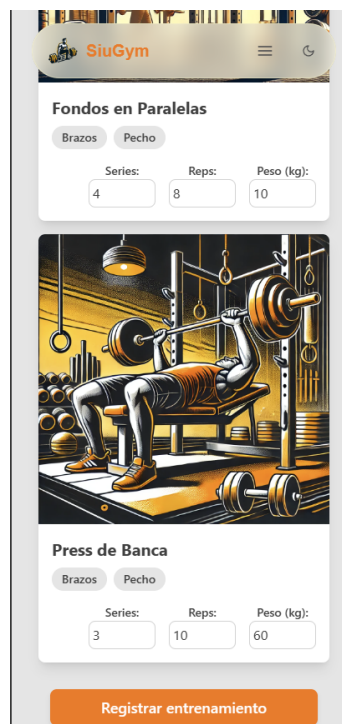 SiuGym
Fondos en Paralelas
Brazos Pecho
Series: Reps: Peso (kg):
4 8 10
Press de Banca
Brazos Pecho
Series: Reps: Peso (kg):
3 10 60
Registrar entrenamiento